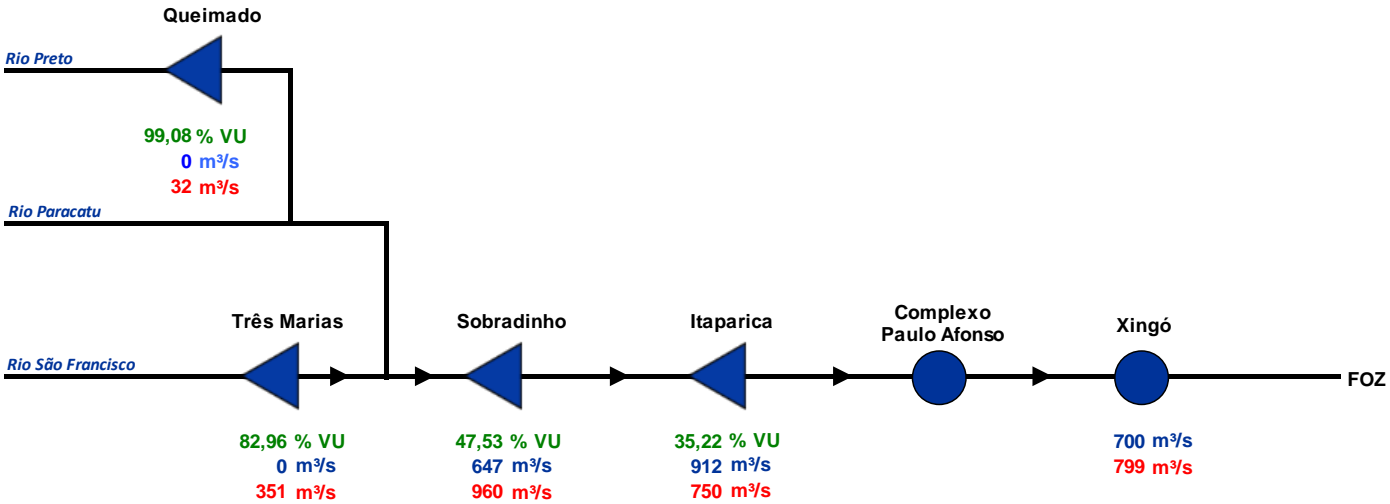 Queimado
Rio Preto
99,08 % VU
0 m³/s
32 m³/s
Rio Paracatu
Três Marias
Sobradinho
Itaparica
Complexo
Paulo Afonso
Xingó
Rio São Francisco
FOZ
82,96 % VU
0 m³/s
351 m³/s
47,53 % VU
647 m³/s
960 m³/s
35,22 % VU
912 m³/s
750 m³/s
700 m³/s
799 m³/s